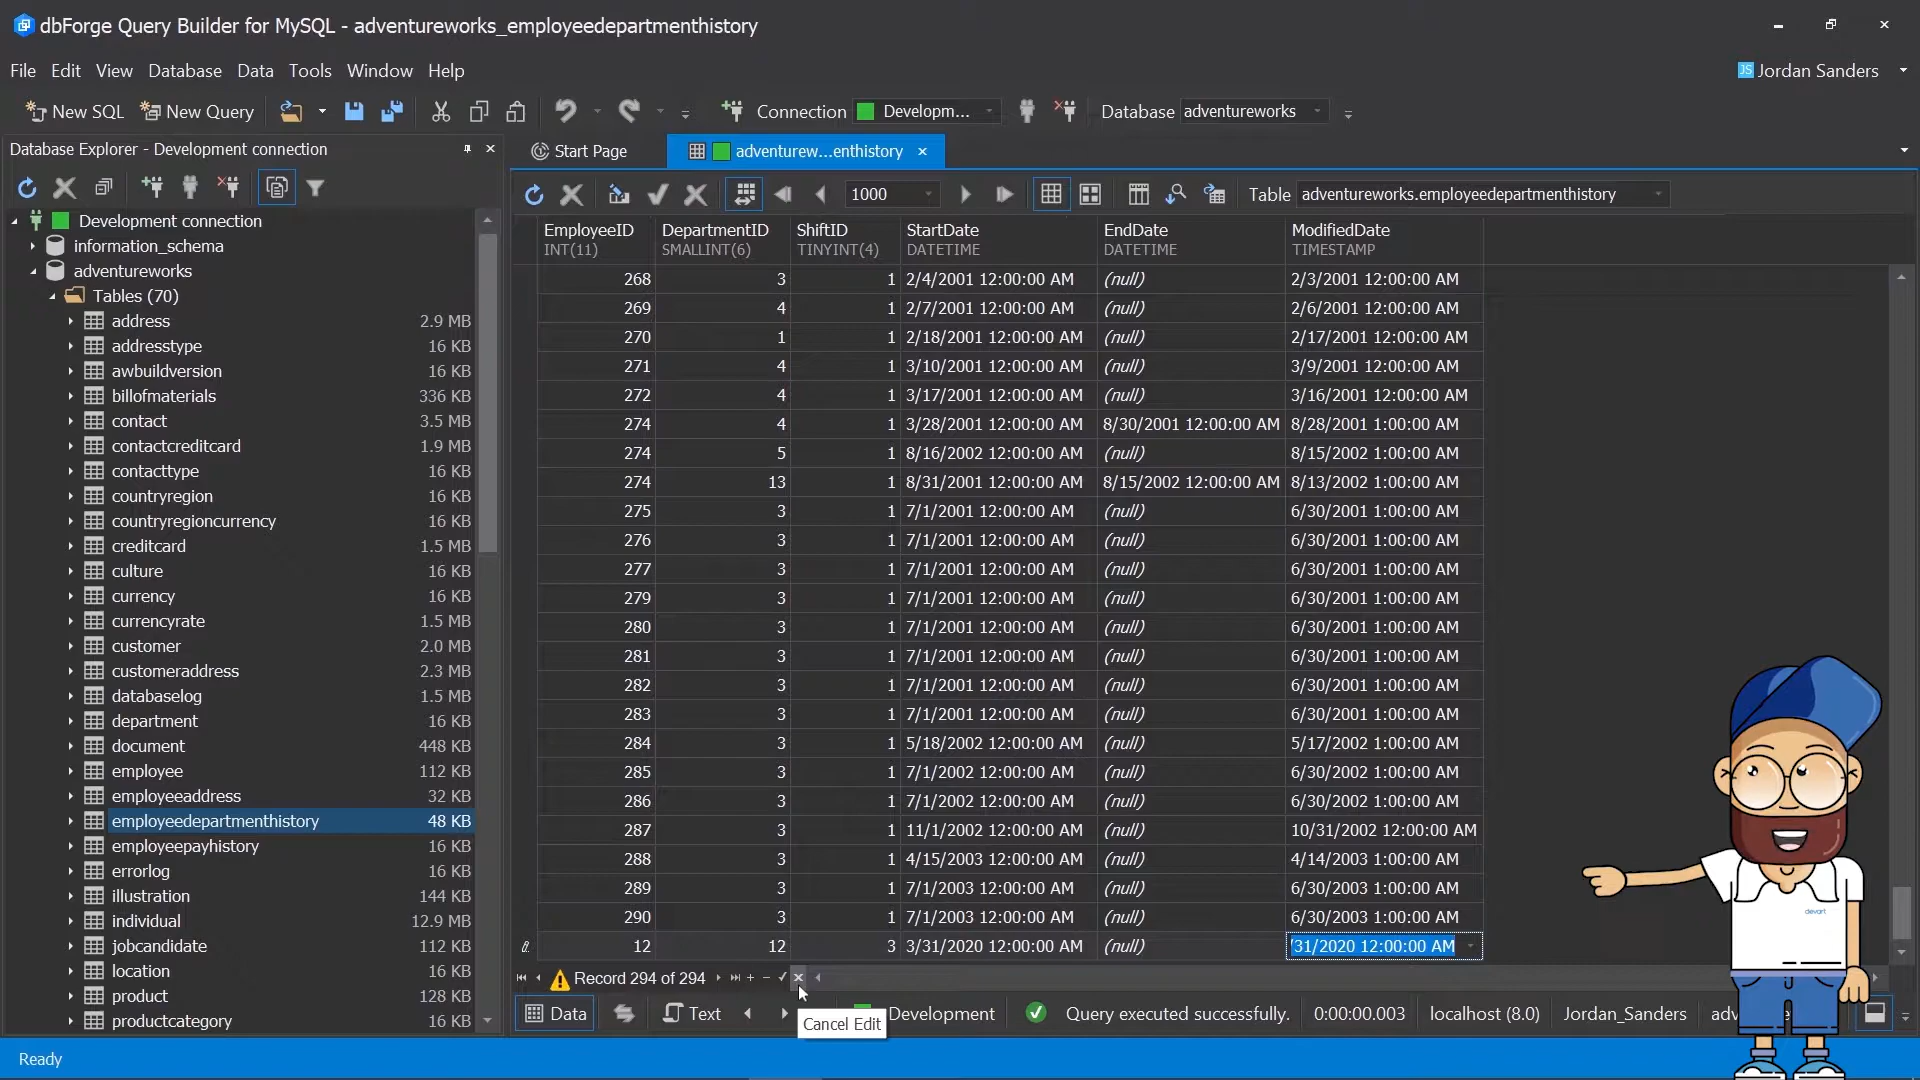 dbForge Query Builder for MySQL - adventureworks_employeedepartmenthistory
File Edit View Database Data Tools Window Help
JS Jordan Sanders
New SQL New Query Connection Developm... Database adventureworks
Database Explorer - Development connection
Start Page adventurew...enthistory
1000 Table adventureworks.employeedepartmenthistory
Development connection
information_schema
adventureworks
Tables (70)
address 2.9 MB
addresstype 16 KB
awbuildversion 16 KB
billofmaterials 336 KB
contact 3.5 MB
contactcreditcard 1.9 MB
contacttype 16 KB
countryregion 16 KB
countryregioncurrency 16 KB
creditcard 1.5 MB
culture 16 KB
currency 16 KB
currencyrate 1.5 MB
customer 2.0 MB
customeraddress 2.3 MB
databaselog 1.5 MB
department 16 KB
document 448 KB
employee 112 KB
employeeaddress 32 KB
employeedepartmenthistory 48 KB
employeepayhistory 16 KB
errorlog 16 KB
illustration 144 KB
individual 12.9 MB
jobcandidate 112 KB
location 16 KB
product 128 KB
productcategory 16 KB
EmployeeID DepartmentID ShiftID StartDate EndDate ModifiedDate
INT(11) SMALLINT(6) TINYINT(4) DATETIME DATETIME TIMESTAMP
268 3 1 2/4/2001 12:00:00 AM (null) 2/3/2001 12:00:00 AM
269 4 1 2/7/2001 12:00:00 AM (null) 2/6/2001 12:00:00 AM
270 1 1 2/18/2001 12:00:00 AM (null) 2/17/2001 12:00:00 AM
271 4 1 3/10/2001 12:00:00 AM (null) 3/9/2001 12:00:00 AM
272 4 1 3/17/2001 12:00:00 AM (null) 3/16/2001 12:00:00 AM
274 4 1 3/28/2001 12:00:00 AM 8/30/2001 12:00:00 AM 8/28/2001 1:00:00 AM
274 5 1 8/16/2002 12:00:00 AM (null) 8/15/2002 1:00:00 AM
274 13 1 8/31/2001 12:00:00 AM 8/15/2002 12:00:00 AM 8/13/2002 1:00:00 AM
275 3 1 7/1/2001 12:00:00 AM (null) 6/30/2001 1:00:00 AM
276 3 1 7/1/2001 12:00:00 AM (null) 6/30/2001 1:00:00 AM
277 3 1 7/1/2001 12:00:00 AM (null) 6/30/2001 1:00:00 AM
279 3 1 7/1/2001 12:00:00 AM (null) 6/30/2001 1:00:00 AM
280 3 1 7/1/2001 12:00:00 AM (null) 6/30/2001 1:00:00 AM
281 3 1 7/1/2001 12:00:00 AM (null) 6/30/2001 1:00:00 AM
282 3 1 7/1/2001 12:00:00 AM (null) 6/30/2001 1:00:00 AM
283 3 1 7/1/2001 12:00:00 AM (null) 6/30/2001 1:00:00 AM
284 3 1 5/18/2002 12:00:00 AM (null) 5/17/2002 1:00:00 AM
285 3 1 7/1/2002 12:00:00 AM (null) 6/30/2002 1:00:00 AM
286 3 1 7/1/2002 12:00:00 AM (null) 6/30/2002 1:00:00 AM
287 3 1 11/1/2002 12:00:00 AM (null) 10/31/2002 12:00:00 AM
288 3 1 4/15/2003 12:00:00 AM (null) 4/14/2003 1:00:00 AM
289 3 1 7/1/2003 12:00:00 AM (null) 6/30/2003 1:00:00 AM
290 3 1 7/1/2003 12:00:00 AM (null) 6/30/2003 1:00:00 AM
12 12 3 3/31/2020 12:00:00 AM (null) /31/2020 12:00:00 AM
Record 294 of 294
Data Text Development Query executed successfully. 0:00:00.003 localhost (8.0) Jordan_Sanders
Cancel Edit
devart
Ready